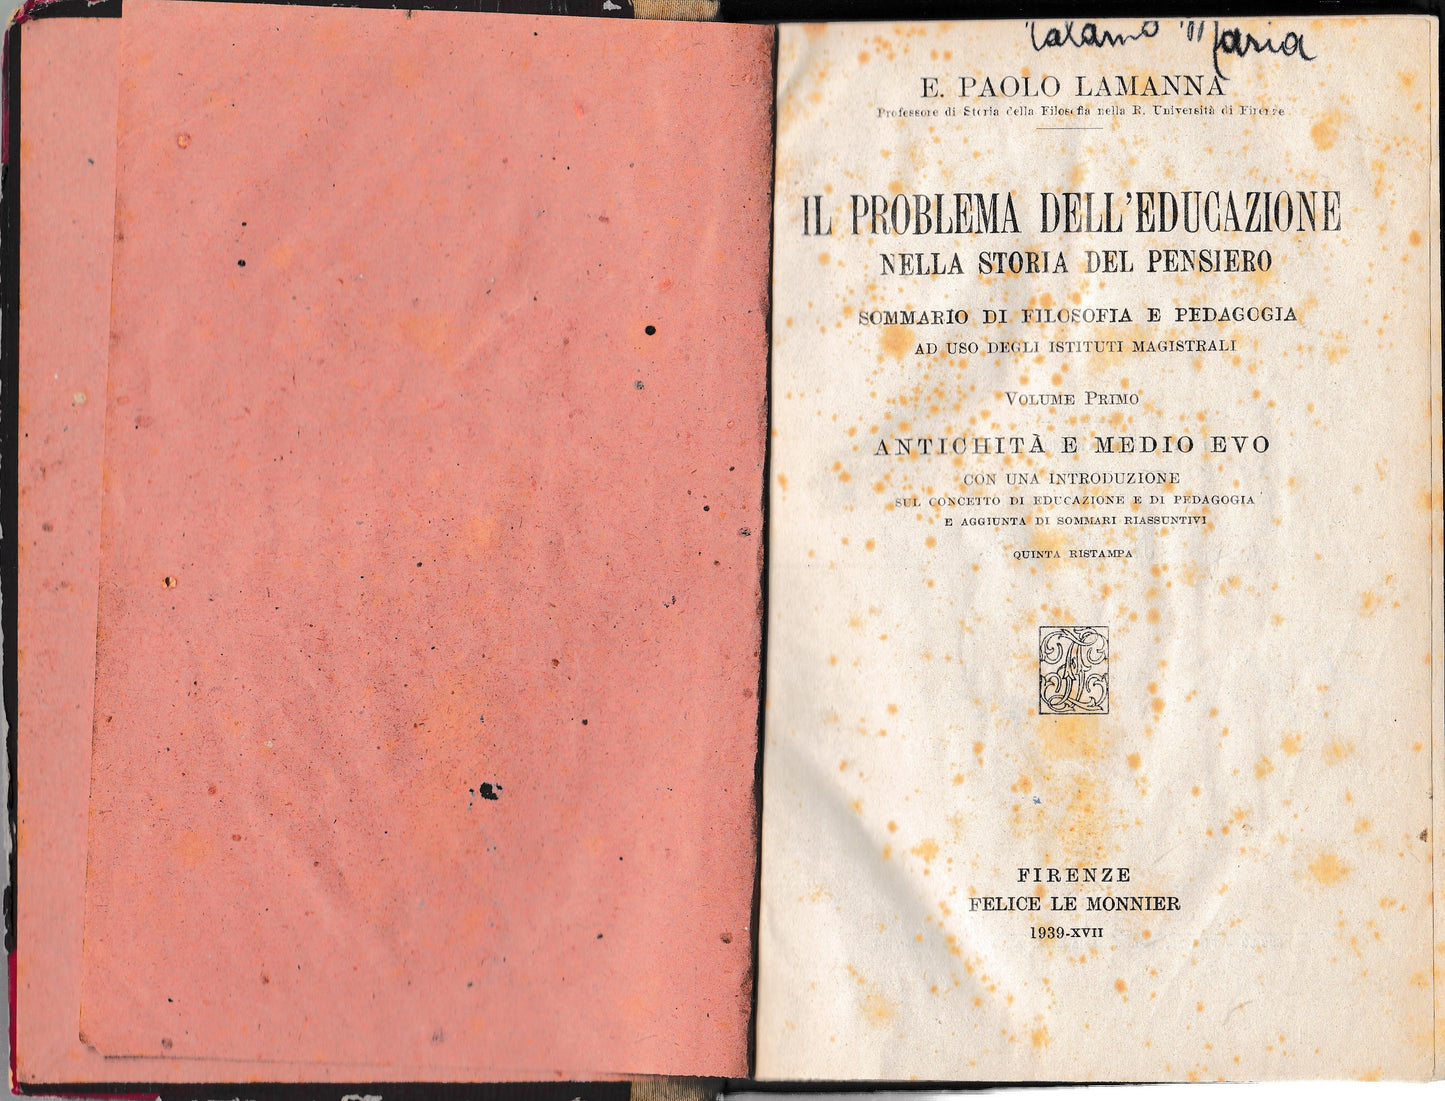 Talamo Maria
E. PAOLO LAMANNA
Professore di Storia della Filosofia nella R. Università di Firenze
IL PROBLEMA DELL'EDUCAZIONE
NELLA STORIA DEL PENSIERO
SOMMARIO DI FILOSOFIA E PEDAGOGIA
AD USO DEGLI ISTITUTI MAGISTRALI
VOLUME PRIMO
ANTICHITÀ E MEDIO EVO
CON UNA INTRODUZIONE
SUL CONCETTO DI EDUCAZIONE E DI PEDAGOGIA
E AGGIUNTA DI SOMMARI RIASSUNTIVI
QUINTA RISTAMPA
FIRENZE
FELICE LE MONNIER
1939-XVII